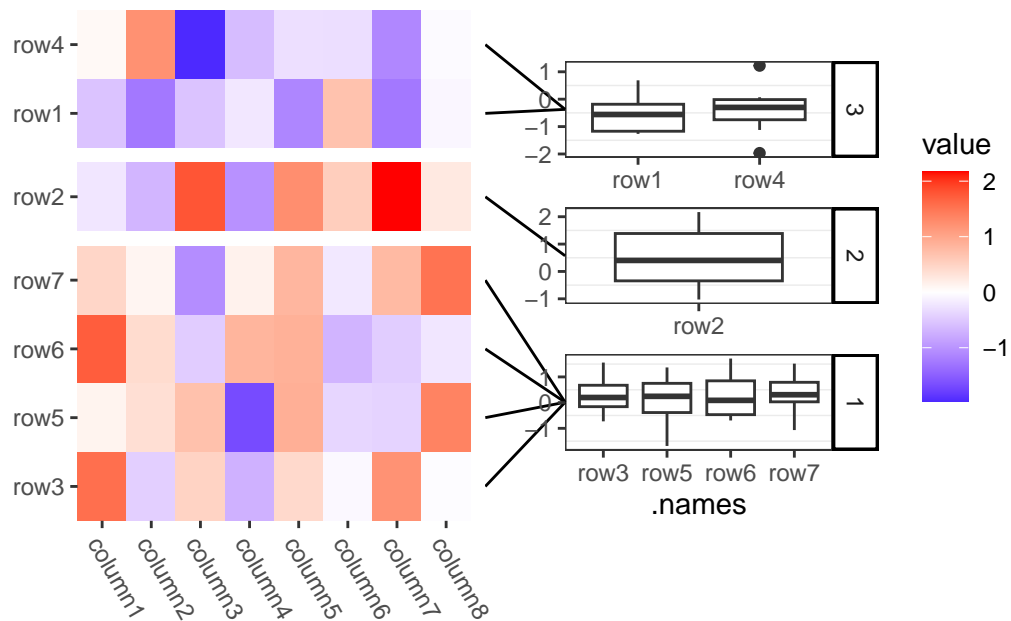 row4
row1
row2
row7
row6
row5
row3
column1
column2
column3
column4
column5
column6
column7
column8
1
0
−1
−2
row1
row4
3
2
1
0
−1
row2
2
1
0
−1
row3 row5 row6 row7
1
.names
value
2
1
0
−1